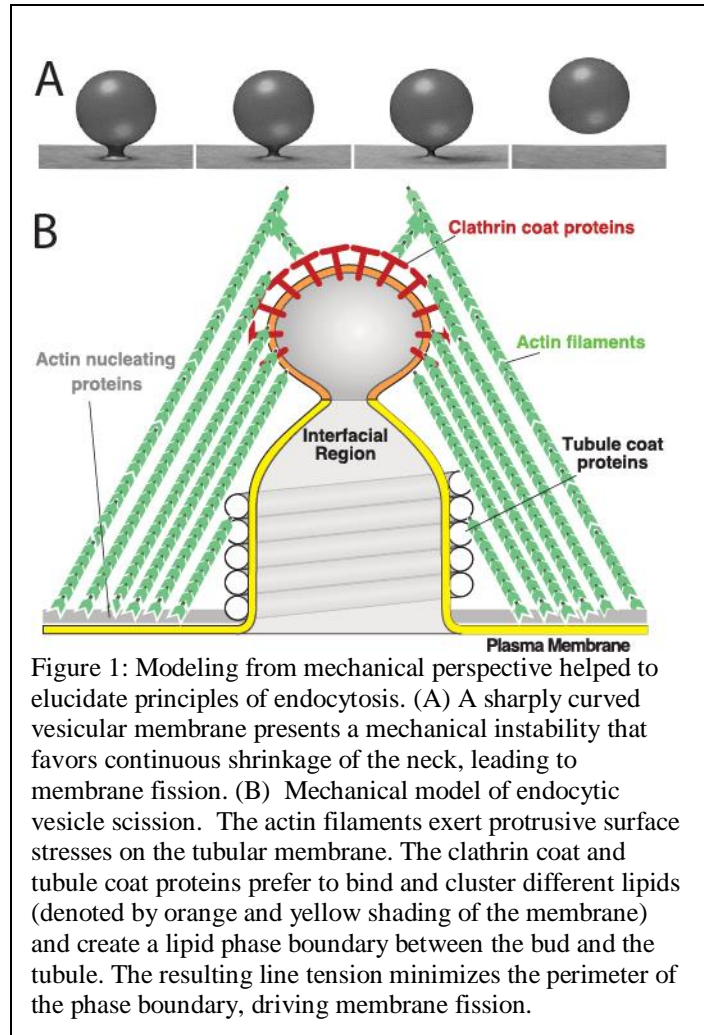 A
B
Clathrin coat proteins
Actin nucleating
proteins
Actin filaments
Interfacial
Region
Tubule coat
proteins
Plasma Membrane
Figure 1: Modeling from mechanical perspective helped to
elucidate principles of endocytosis. (A) A sharply curved
vesicular membrane presents a mechanical instability that
favors continuous shrinkage of the neck, leading to
membrane fission. (B)  Mechanical model of endocytic
vesicle scission.  The actin filaments exert protrusive surface
stresses on the tubular membrane. The clathrin coat and
tubule coat proteins prefer to bind and cluster different lipids
(denoted by orange and yellow shading of the membrane)
and create a lipid phase boundary between the bud and the
tubule. The resulting line tension minimizes the perimeter of
the phase boundary, driving membrane fission.